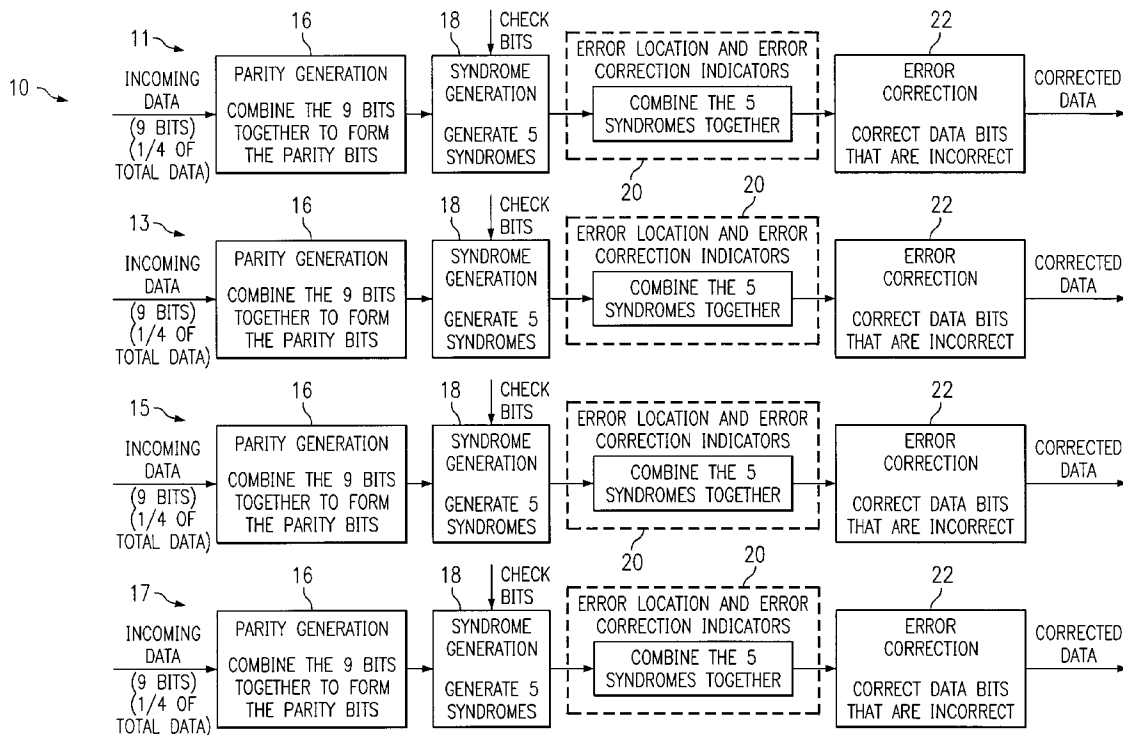 10
11
INCOMING
DATA
(9 BITS)
(1/4 OF
TOTAL DATA)
16
PARITY GENERATION
COMBINE THE 9 BITS
TOGETHER TO FORM
THE PARITY BITS
18
CHECK
BITS
SYNDROME
GENERATION
GENERATE 5
SYNDROMES
ERROR LOCATION AND ERROR
CORRECTION INDICATORS
COMBINE THE 5
SYNDROMES TOGETHER
20
22
ERROR
CORRECTION
CORRECT DATA BITS
THAT ARE INCORRECT
CORRECTED
DATA
13
INCOMING
DATA
(9 BITS)
(1/4 OF
TOTAL DATA)
16
PARITY GENERATION
COMBINE THE 9 BITS
TOGETHER TO FORM
THE PARITY BITS
18
CHECK
BITS
SYNDROME
GENERATION
GENERATE 5
SYNDROMES
20
ERROR LOCATION AND ERROR
CORRECTION INDICATORS
COMBINE THE 5
SYNDROMES TOGETHER
22
ERROR
CORRECTION
CORRECT DATA BITS
THAT ARE INCORRECT
CORRECTED
DATA
15
INCOMING
DATA
(9 BITS)
(1/4 OF
TOTAL DATA)
16
PARITY GENERATION
COMBINE THE 9 BITS
TOGETHER TO FORM
THE PARITY BITS
18
CHECK
BITS
SYNDROME
GENERATION
GENERATE 5
SYNDROMES
ERROR LOCATION AND ERROR
CORRECTION INDICATORS
COMBINE THE 5
SYNDROMES TOGETHER
20
22
ERROR
CORRECTION
CORRECT DATA BITS
THAT ARE INCORRECT
CORRECTED
DATA
17
INCOMING
DATA
(9 BITS)
(1/4 OF
TOTAL DATA)
16
PARITY GENERATION
COMBINE THE 9 BITS
TOGETHER TO FORM
THE PARITY BITS
18
CHECK
BITS
SYNDROME
GENERATION
GENERATE 5
SYNDROMES
20
ERROR LOCATION AND ERROR
CORRECTION INDICATORS
COMBINE THE 5
SYNDROMES TOGETHER
22
ERROR
CORRECTION
CORRECT DATA BITS
THAT ARE INCORRECT
CORRECTED
DATA